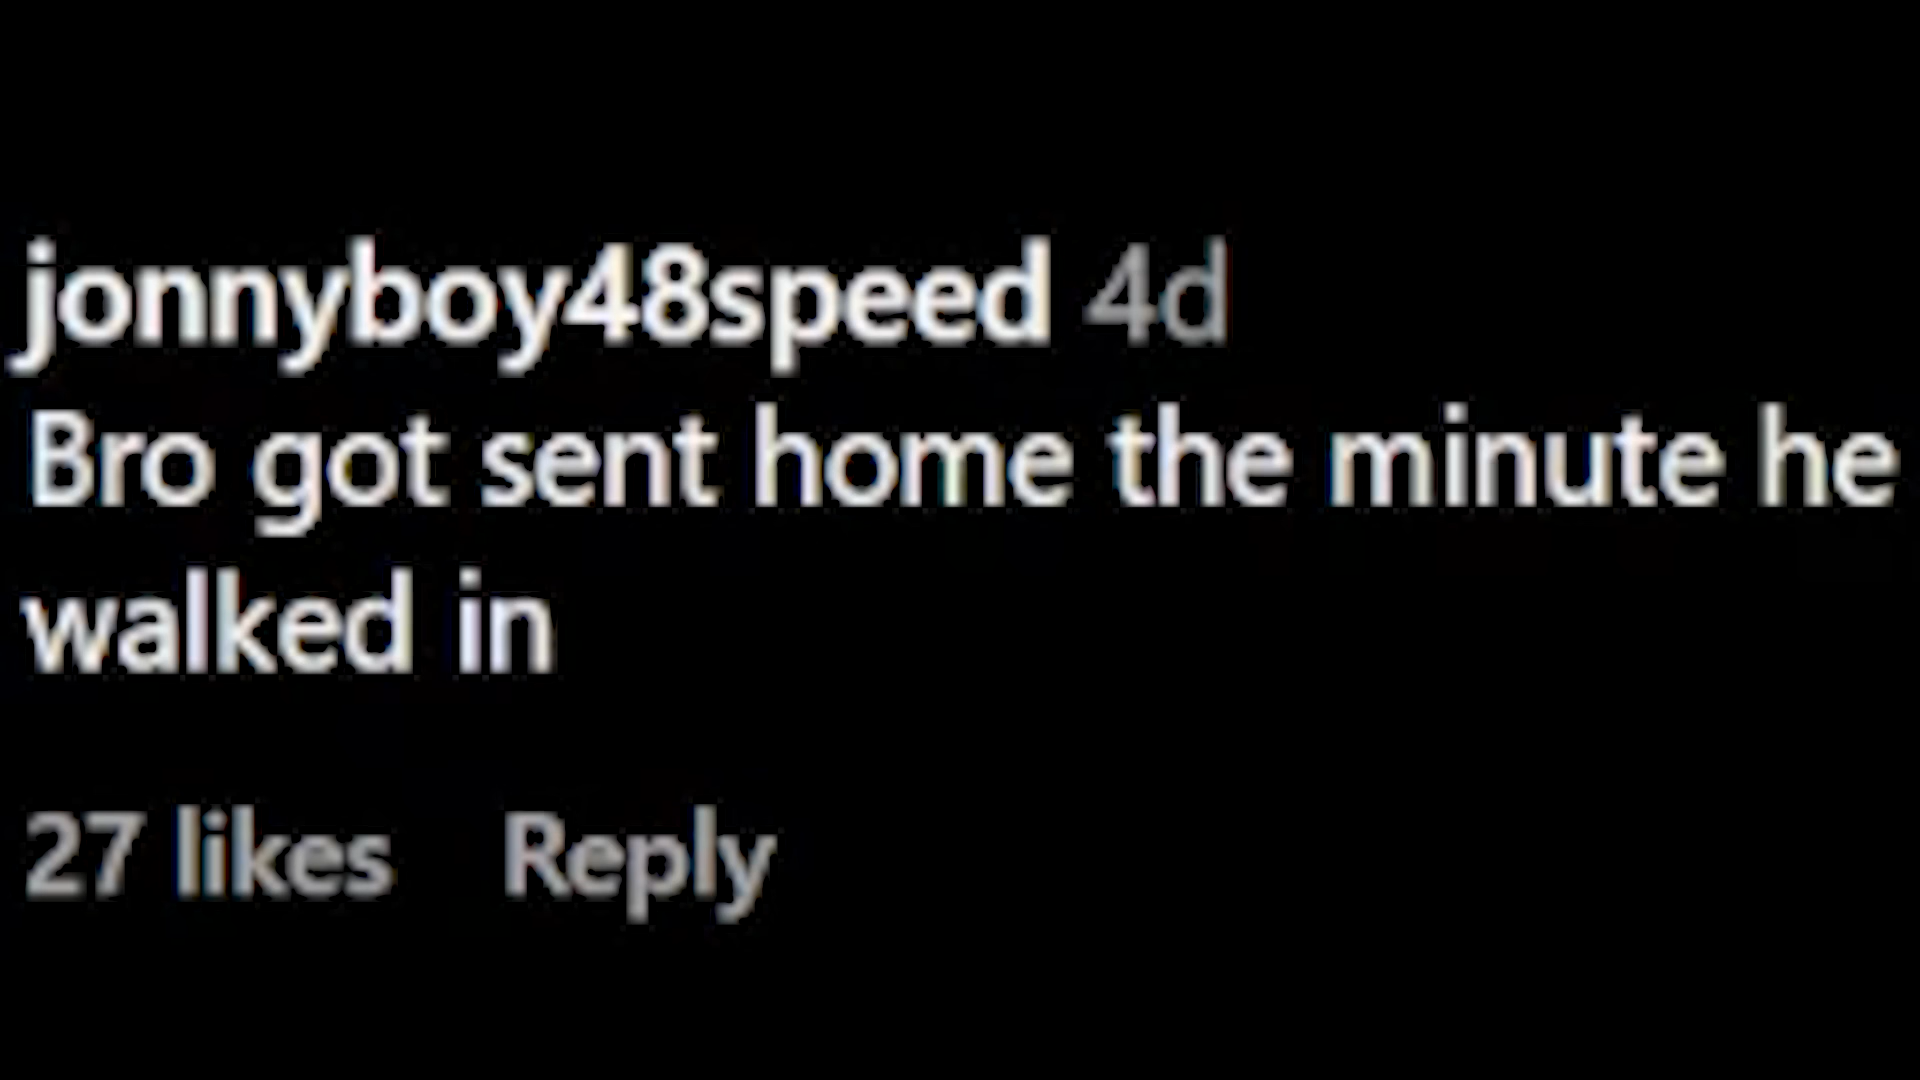 jonnyboy48speed 4d
Bro got sent home the minute he
walked in
27 likes Reply